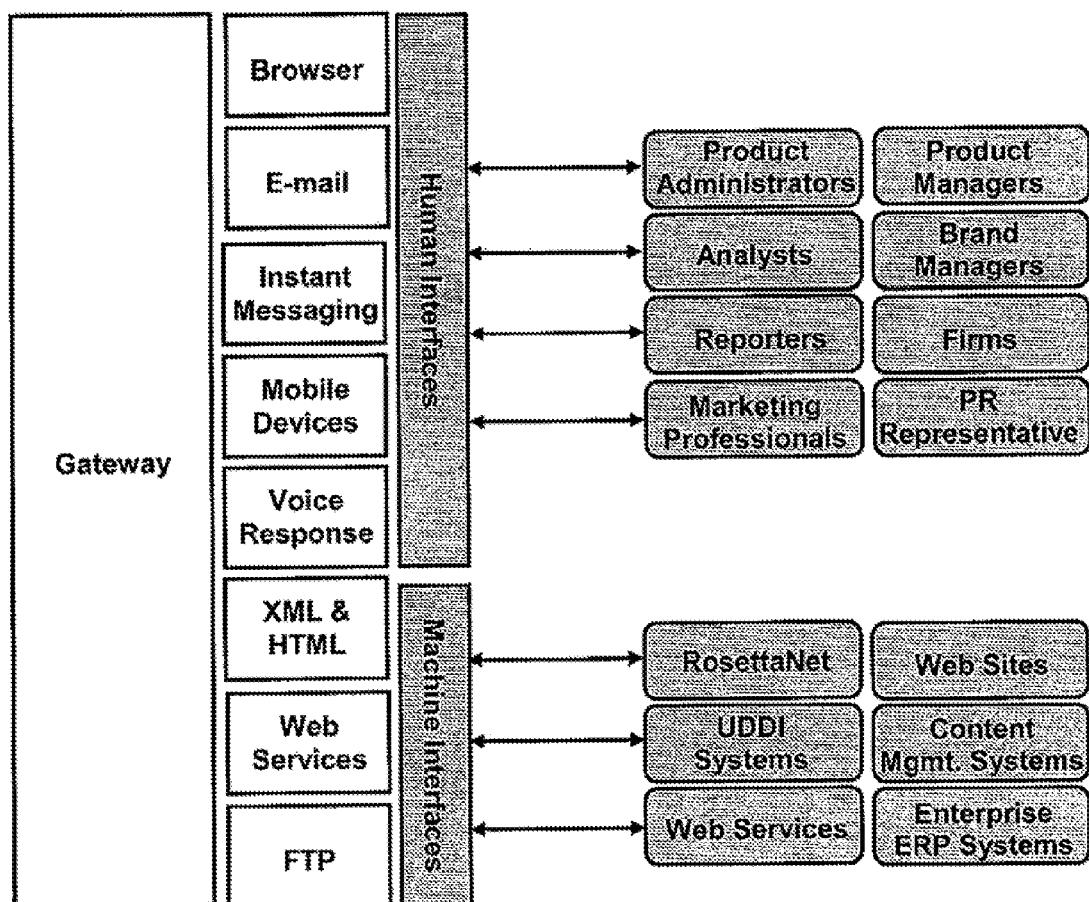 Gateway
Browser
E-mail
Instant
Messaging
Mobile
Devices
Voice
Response
XML &
HTML
Web
Services
FTP
Human Interfaces
Machine Interfaces
Product
Administrators
Product
Managers
Analysts
Brand
Managers
Reporters
Firms
Marketing
Professionals
PR
Representative
RosettaNet
Web Sites
UDDI
Systems
Content
Mgmt. Systems
Web Services
Enterprise
ERP Systems